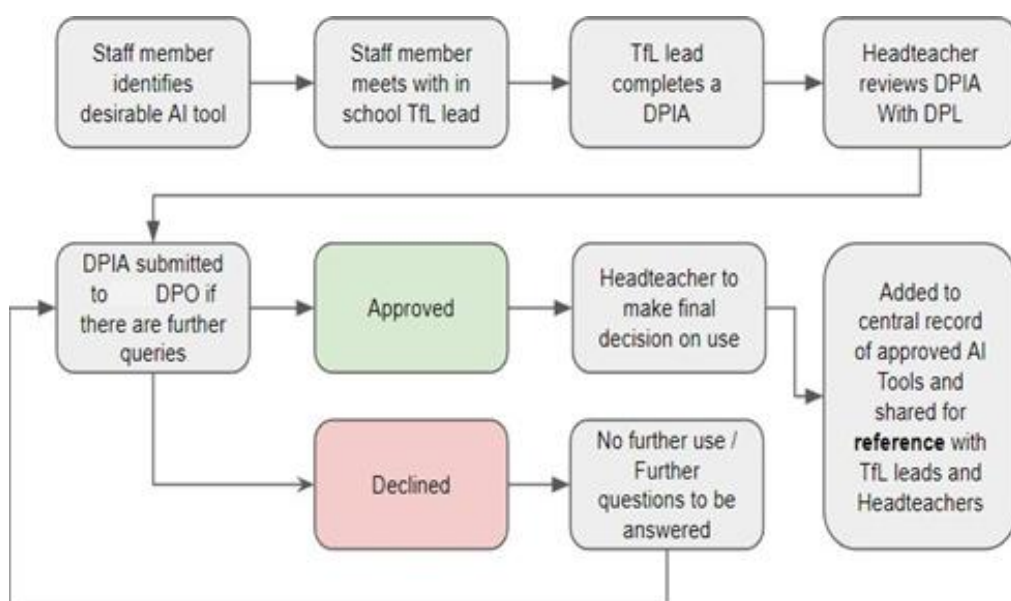 Staff member
identifies
desirable AI tool
Staff member
meets with in
school TfL lead
TfL lead
completes a
DPIA
Headteacher
reviews DPIA
With DPL
DPIA submitted
to DPO if
there are further
queries
Approved
Headteacher to
make final
decision on use
Added to
central record
of approved AI
Tools and
shared for
reference with
TfL leads and
Headteachers
Declined
No further use /
Further
questions to be
answered